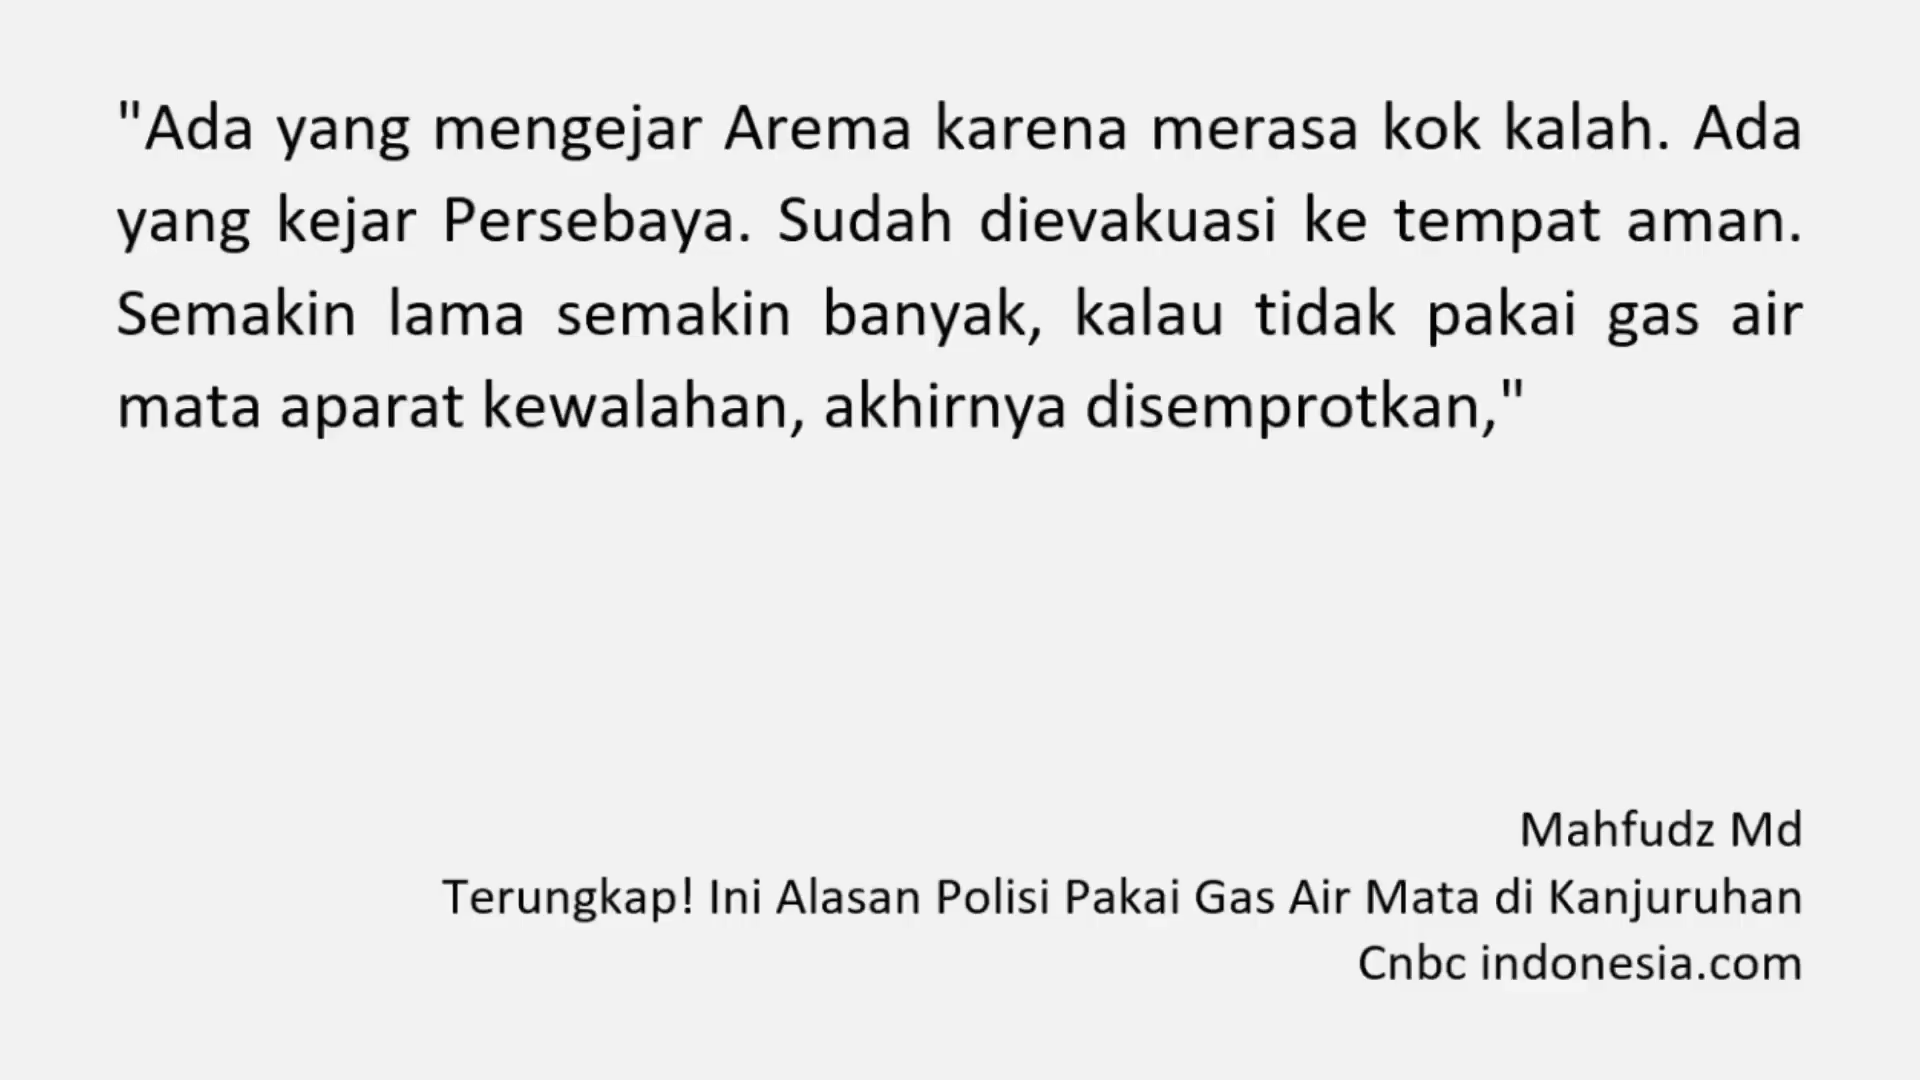 "Ada yang mengejar Arema karena merasa kok kalah. Ada
yang kejar Persebaya. Sudah dievakuasi ke tempat aman.
Semakin lama semakin banyak, kalau tidak pakai gas air
mata aparat kewalahan, akhirnya disemprotkan,"
Mahfudz Md
Terungkap! Ini Alasan Polisi Pakai Gas Air Mata di Kanjuruhan
Cnbc indonesia.com